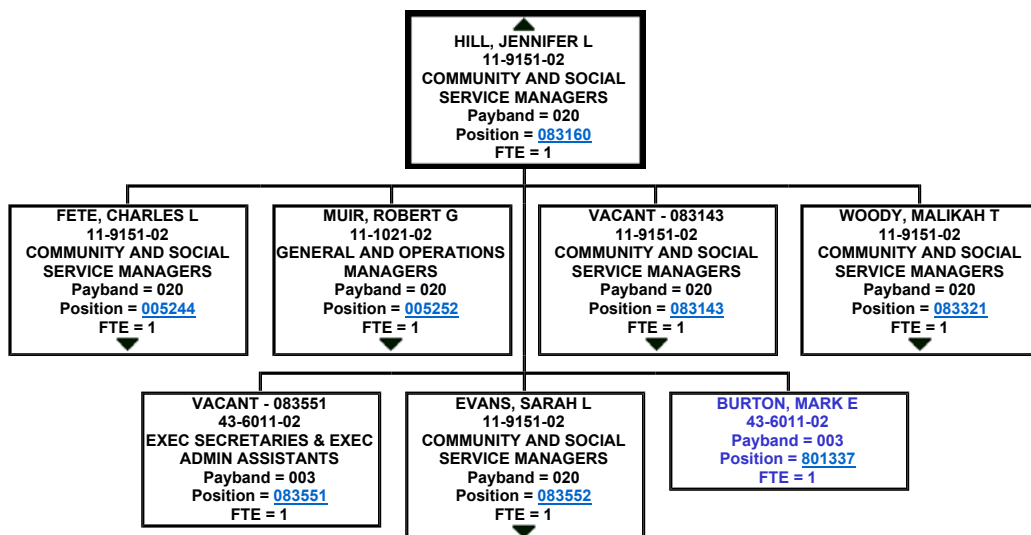 HILL, JENNIFER L
11-9151-02
COMMUNITY AND SOCIAL
SERVICE MANAGERS
Payband = 020
Position = 083160
FTE = 1
FETE, CHARLES L
11-9151-02
COMMUNITY AND SOCIAL
SERVICE MANAGERS
Payband = 020
Position = 005244
FTE = 1
MUIR, ROBERT G
11-1021-02
GENERAL AND OPERATIONS
MANAGERS
Payband = 020
Position = 005252
FTE = 1
VACANT - 083143
11-9151-02
COMMUNITY AND SOCIAL
SERVICE MANAGERS
Payband = 020
Position = 083143
FTE = 1
WOODY, MALIKAH T
11-9151-02
COMMUNITY AND SOCIAL
SERVICE MANAGERS
Payband = 020
Position = 083321
FTE = 1
VACANT - 083551
43-6011-02
EXEC SECRETARIES & EXEC
ADMIN ASSISTANTS
Payband = 003
Position = 083551
FTE = 1
EVANS, SARAH L
11-9151-02
COMMUNITY AND SOCIAL
SERVICE MANAGERS
Payband = 020
Position = 083552
FTE = 1
BURTON, MARK E
43-6011-02
Payband = 003
Position = 801337
FTE = 1